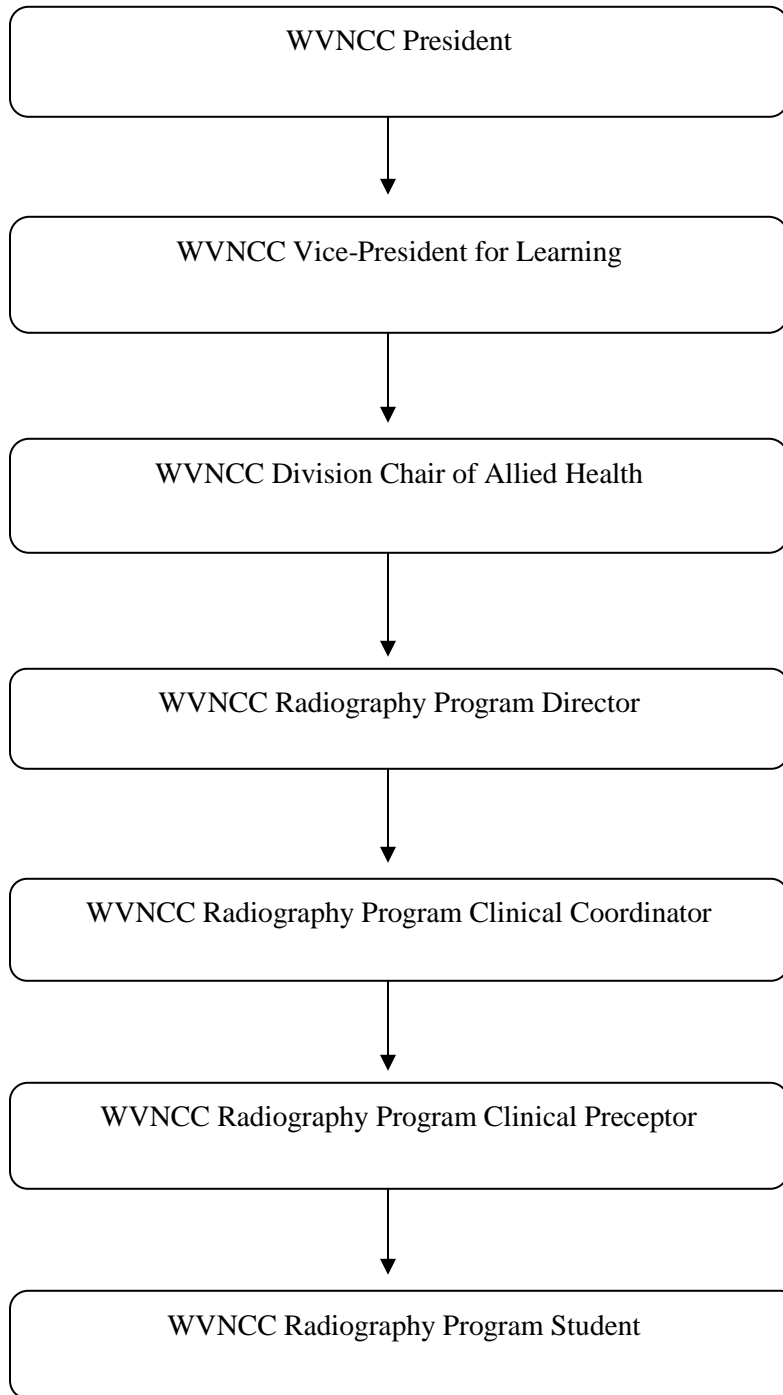 WVNCC President
WVNCC Vice-President for Learning
WVNCC Division Chair of Allied Health
WVNCC Radiography Program Director
WVNCC Radiography Program Clinical Coordinator
WVNCC Radiography Program Clinical Preceptor
WVNCC Radiography Program Student